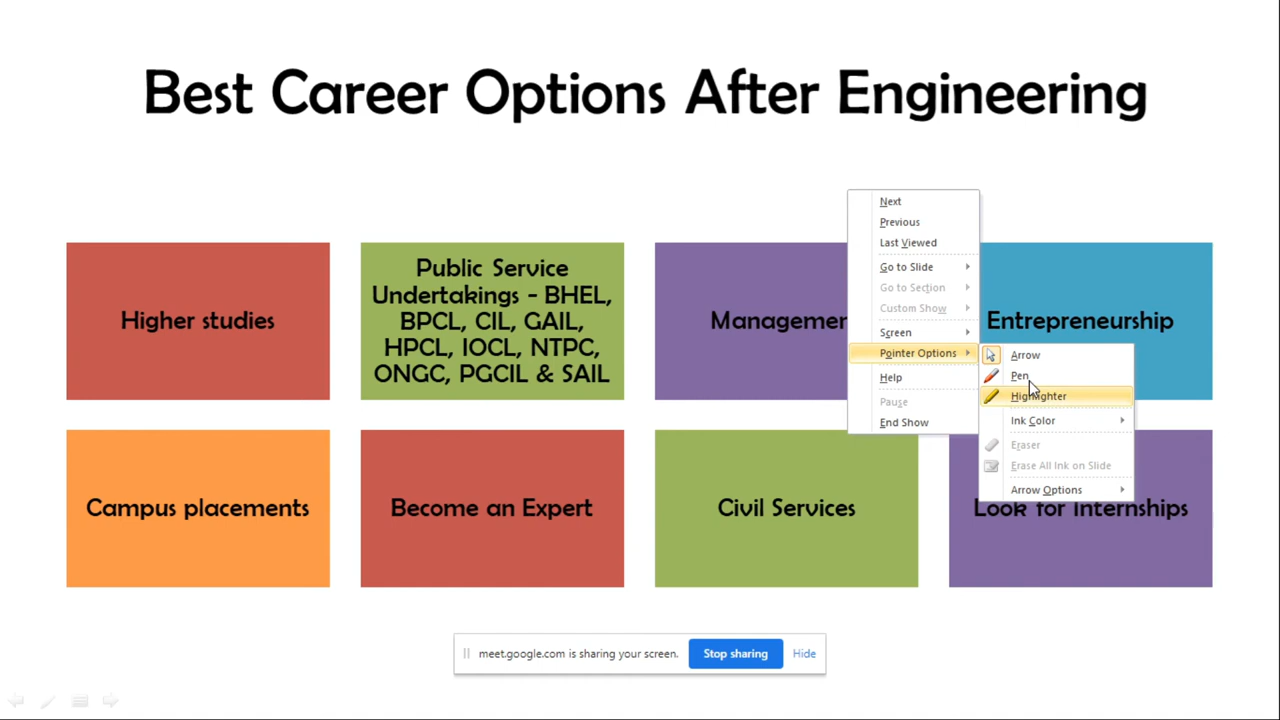 Best Career Options After Engineering
Higher studies
Public Service
Undertakings - BHEL,
BPCL, CIL, GAIL,
HPCL, IOCL, NTPC,
ONGC, PGCIL & SAIL
Managemen
Entrepreneurship
Next
Previous
Last Viewed
Go to Slide
Go to Section
Custom Show
Screen
Pointer Options
Help
Pause
End Show
Arrow
Pen
Highlighter
Ink Color
Eraser
Erase All Ink on Slide
Arrow Options
Campus placements
Become an Expert
Civil Services
Look for Internships
meet.google.com is sharing your screen.
Stop sharing
Hide